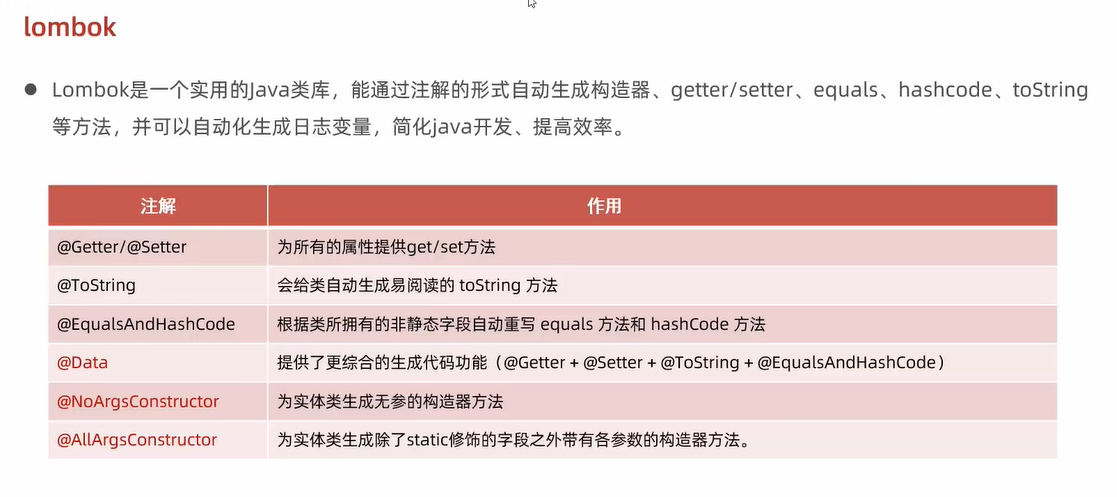 lombok
● Lombok是一个实用的Java类库，能通过注解的形式自动生成构造器、getter/setter、equals、hashcode、toString
等方法，并可以自动化生成日志变量，简化java开发、提高效率。
注解 作用
@Getter/@Setter 为所有的属性提供get/set方法
@ToString 会给类自动生成易阅读的 toString 方法
@EqualsAndHashCode 根据类所拥有的非静态字段自动重写 equals 方法和 hashCode 方法
@Data 提供了更综合的生成代码功能（@Getter + @Setter + @ToString + @EqualsAndHashCode）
@NoArgsConstructor 为实体类生成无参的构造器方法
@AllArgsConstructor 为实体类生成除了static修饰的字段之外带有各参数的构造器方法。